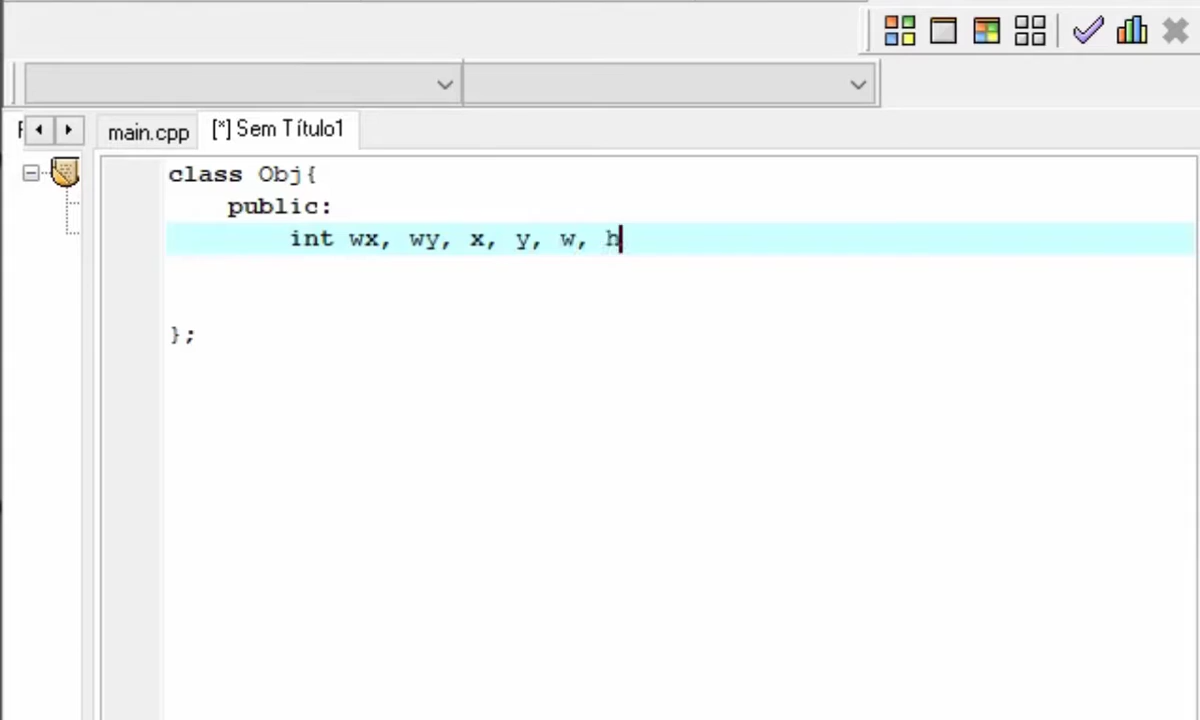 main.cpp
[*] Sem Título1
class Obj{
public:
int wx, wy, x, y, w, h
};